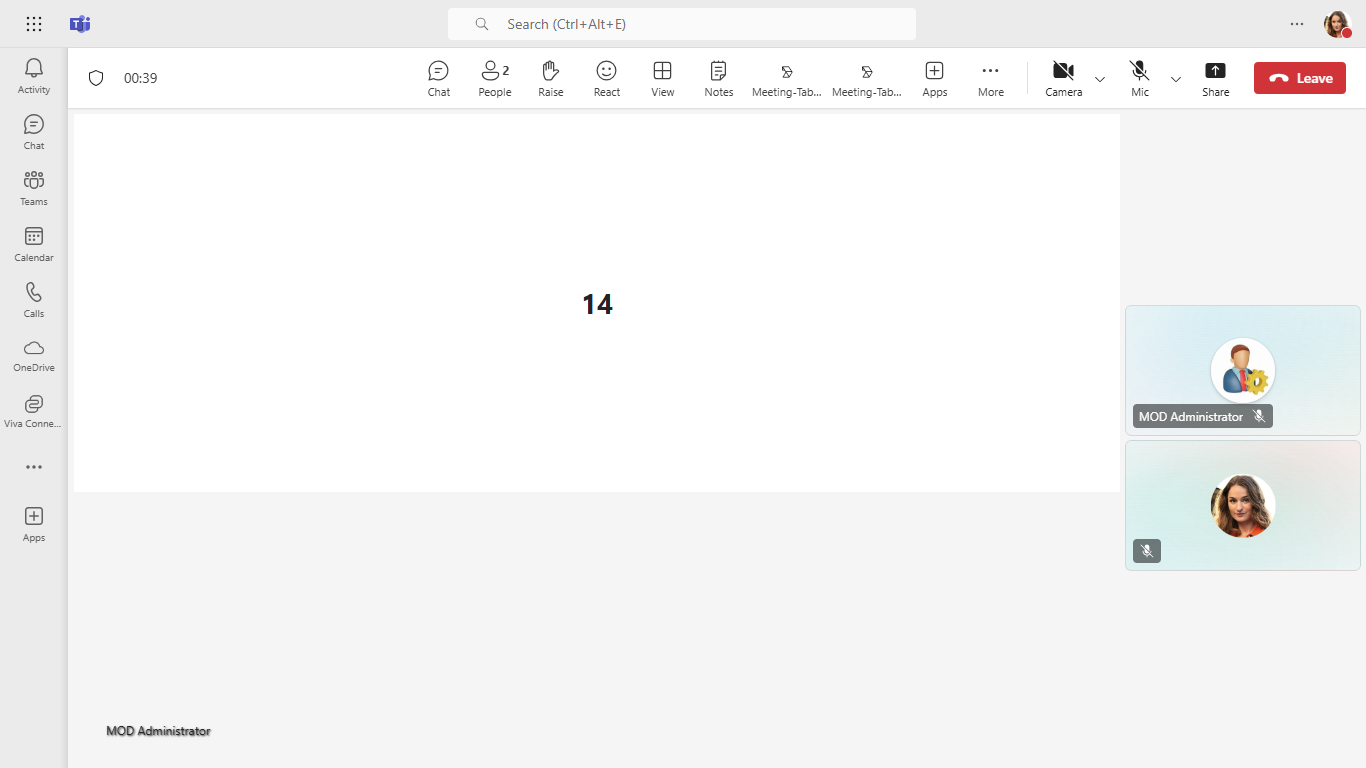 Search (Ctrl+Alt+E)
Activity
Chat
Teams
Calendar
Calls
OneDrive
Viva Conne...
Apps
00:39
Chat
2
People
Raise
React
View
Notes
Meeting-Tab...
Meeting-Tab...
Apps
More
Camera
Mic
Share
Leave
14
MOD Administrator
MOD Administrator